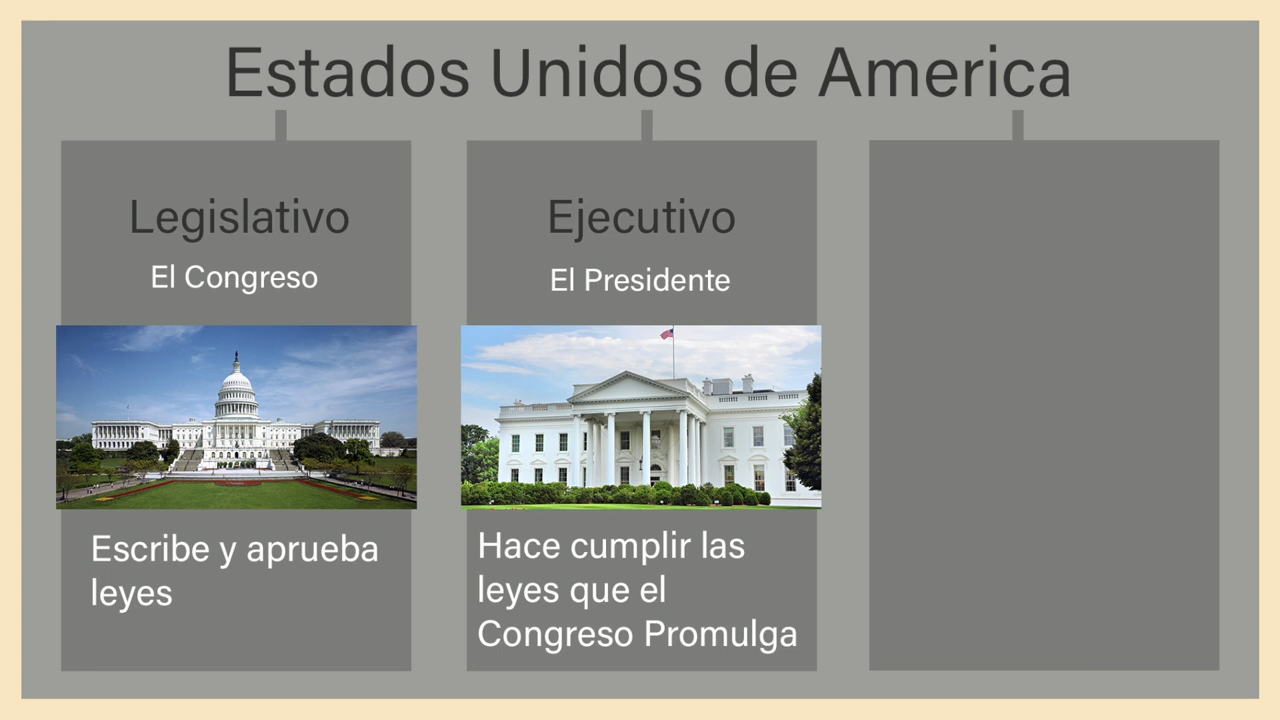 Estados Unidos de America
Legislativo
El Congreso
Escribe y aprueba
leyes
Ejecutivo
El Presidente
Hace cumplir las
leyes que el
Congreso Promulga